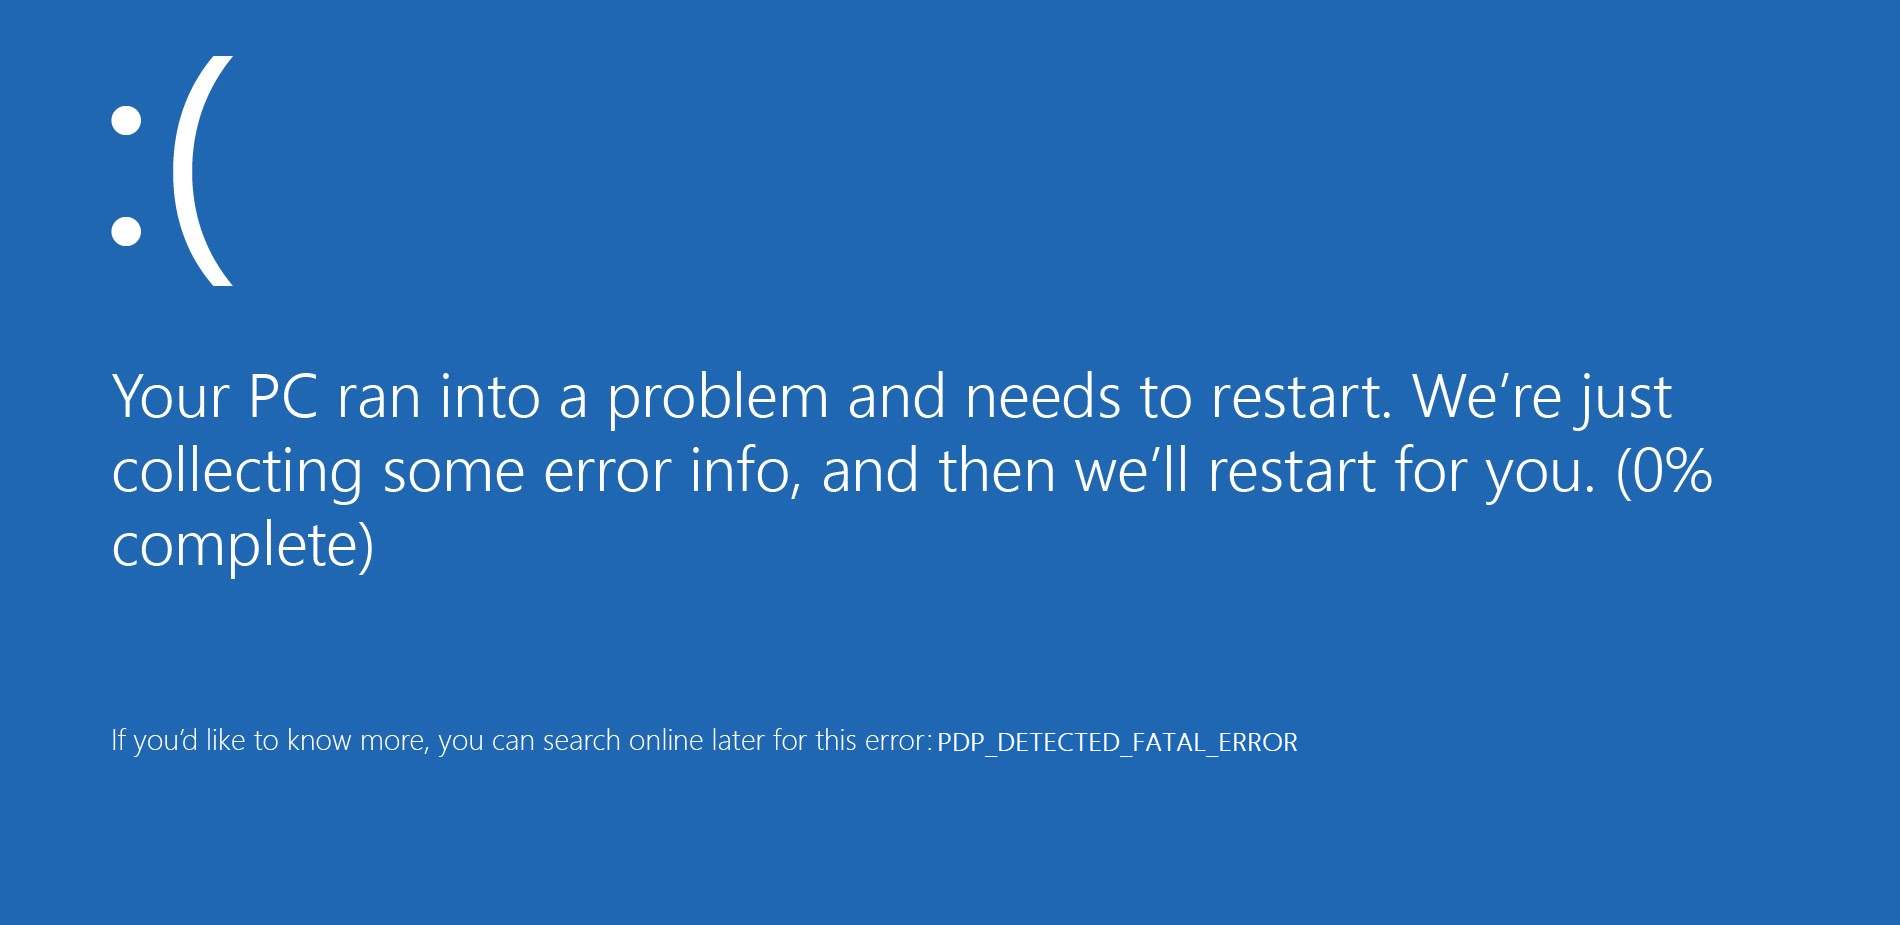 :(
Your PC ran into a problem and needs to restart. We’re just
collecting some error info, and then we’ll restart for you. (0%
complete)
If you’d like to know more, you can search online later for this error: PDP_DETECTED_FATAL_ERROR